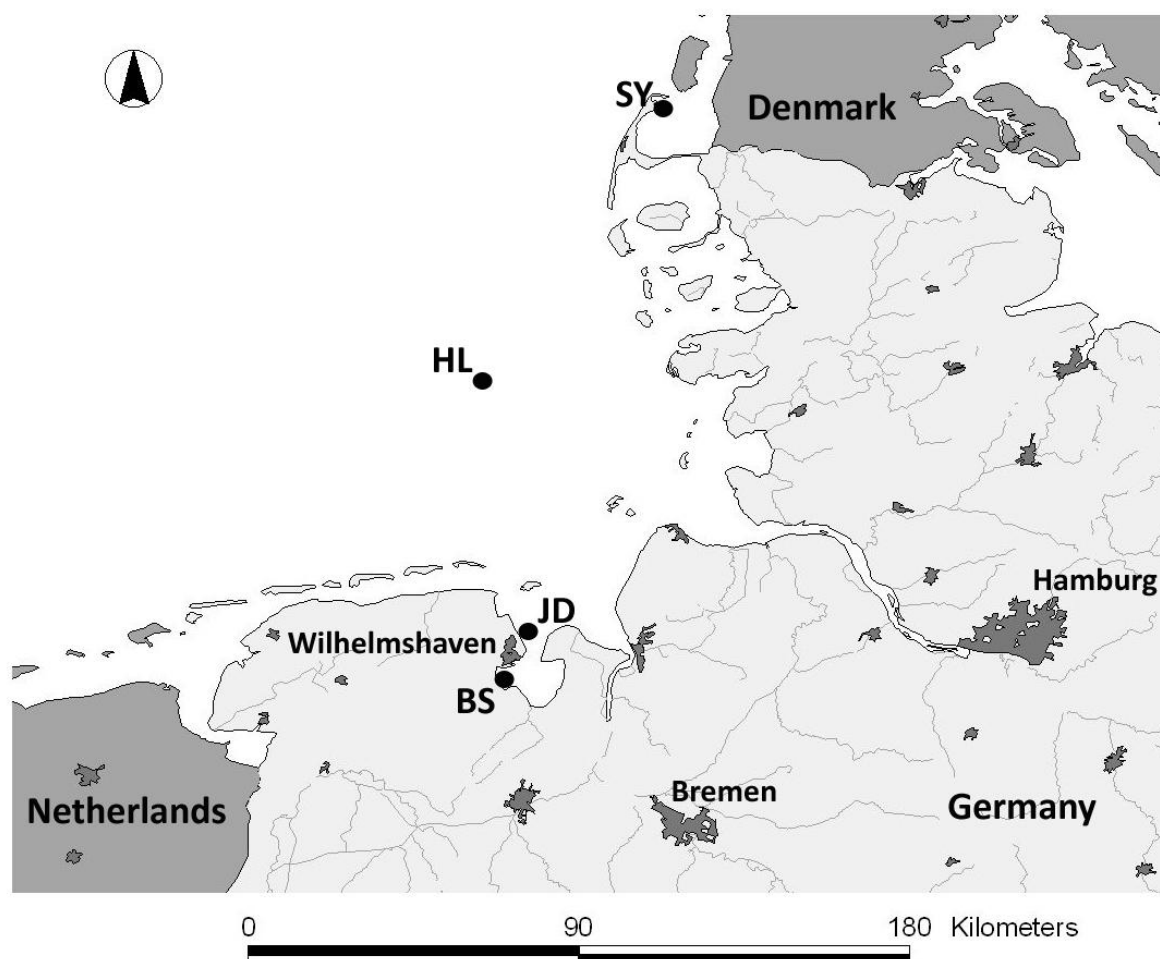 SY
Denmark
HL
Hamburg
JD
Wilhelmshaven
BS
Bremen
Netherlands
Germany
0 90 180 Kilometers